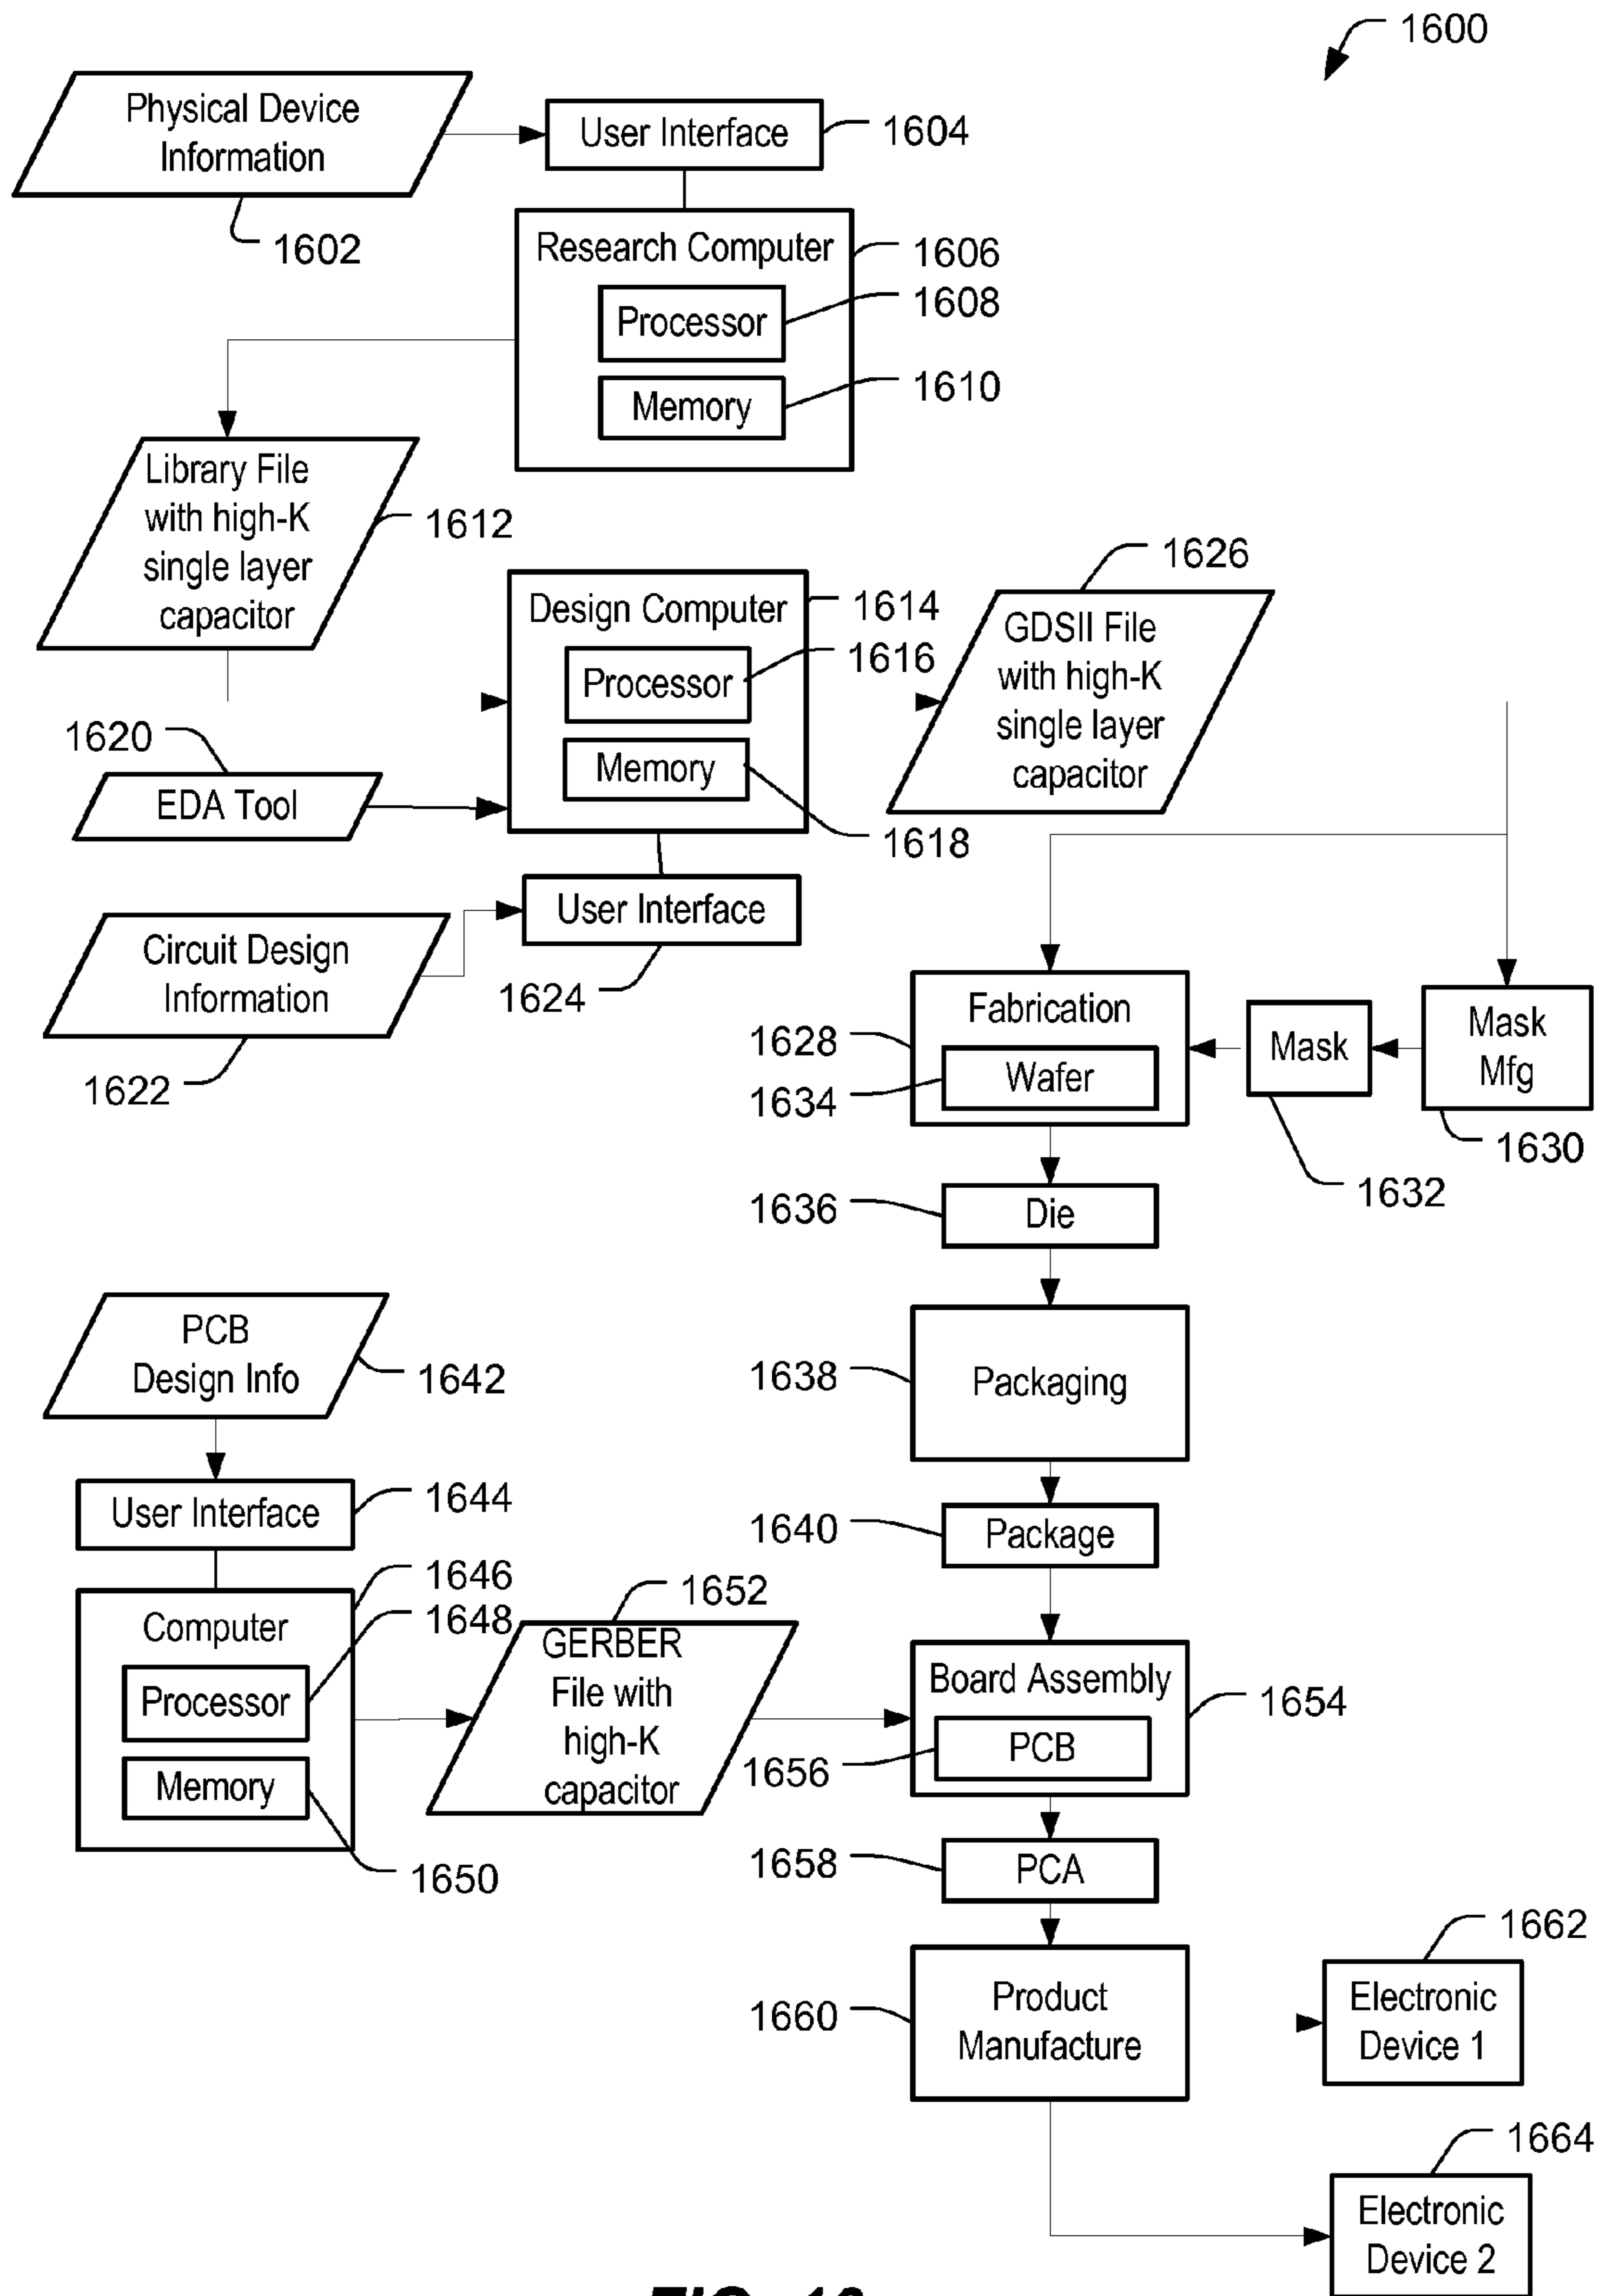 1600
Physical Device
Information
1602
User Interface
1604
Research Computer
1606
Processor
1608
Memory
1610
Library File
with high-K
single layer
capacitor
1612
Design Computer
1614
Processor
1616
Memory
1618
1620
EDA Tool
1626
GDSII File
with high-K
single layer
capacitor
Circuit Design
Information
1622
User Interface
1624
Fabrication
1628
Wafer
1634
Mask
1632
Mask
Mfg
1630
1636
Die
1638
Packaging
1640
Package
PCB
Design Info
1642
User Interface
1644
Computer
1646
Processor
1648
Memory
1650
1652
GERBER
File with
high-K
capacitor
Board Assembly
1654
PCB
1656
1658
PCA
1660
Product
Manufacture
1662
Electronic
Device 1
1664
Electronic
Device 2